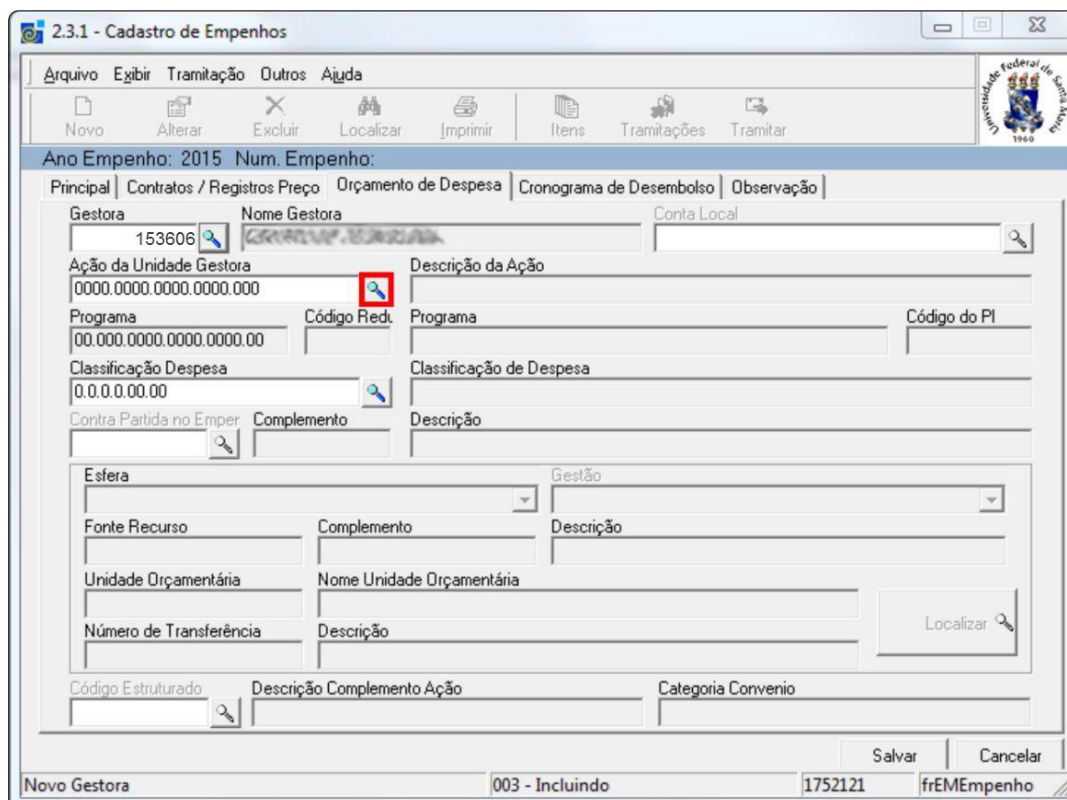 2.3.1 - Cadastro de Empenhos
Arquivo Exibir Tramitação Outros Ajuda
Novo Alterar Excluir Localizar Imprimir Itens Tramitações Tramitar
Universidade Federal de Santa Maria
1960
Ano Empenho: 2015 Num. Empenho:
Principal Contratos / Registros Preço Orçamento de Despesa Cronograma de Desembolso Observação
Gestora Nome Gestora Conta Local
153606
Ação da Unidade Gestora Descrição da Ação
0000.0000.0000.0000.000
Programa Código Redu Programa Código do PI
00.000.0000.0000.0000.00
Classificação Despesa Classificação de Despesa
0.0.0.0.00.00
Contra Partida no Emper Complemento Descrição
Esfera Gestão
Fonte Recurso Complemento Descrição
Unidade Orçamentária Nome Unidade Orçamentária
Localizar
Número de Transferência Descrição
Código Estruturado Descrição Complemento Ação Categoria Convenio
Salvar Cancelar
Novo Gestora 003 - Incluindo 1752121 frEMEmpenho